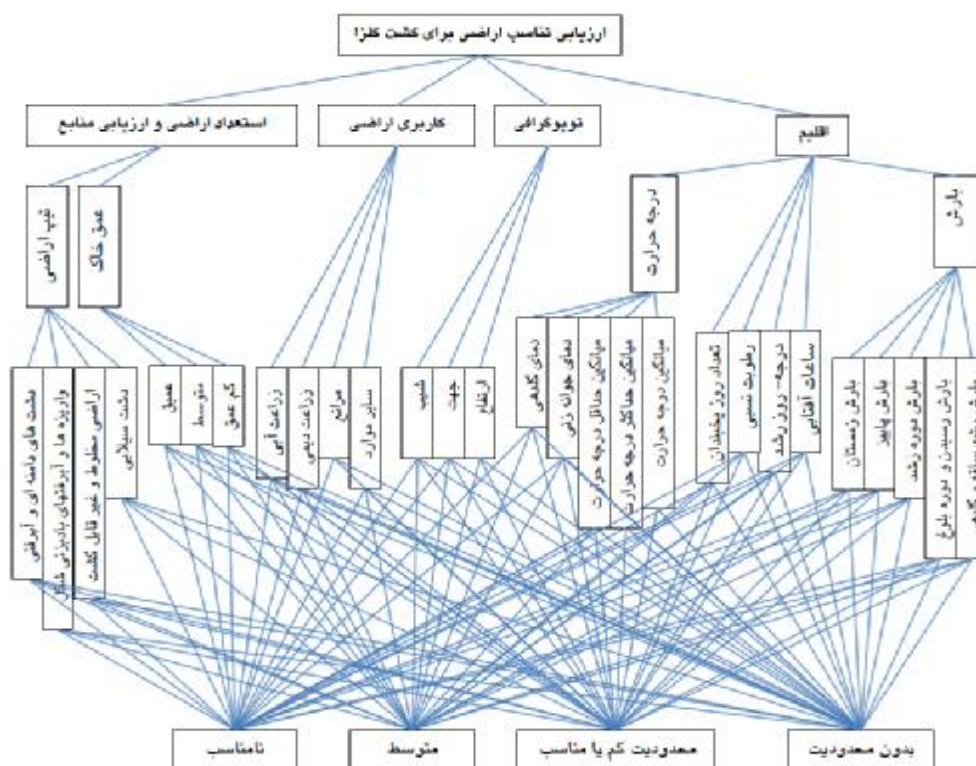 ارزیابی تناسب اراضی برای کشت کلزا
اقلیم
توپوگرافی
کاربری اراضی
استعداد اراضی و ارزیابی منابع
بارش
درجه حرارت
عمق خاک
تیپ اراضی
بارش رسیدن و دوره بلوغ
بارش دوره رشد
بارش پاییز
بارش زمستان
ساعات آفتابی
درجه - روز رشد
رطوبت نسبی
تعداد روز یخبندان
میانگین درجه حرارت
میانگین حداکثر درجه حرارت
میانگین حداقل درجه حرارت
دمای جوانه زنی
دمای گلدهی
ارتفاع
جهت
شیب
سایر موارد
مراتع
زراعت دیمی
زراعت آبی
کم عمق
متوسط
عمیق
دشت سیلابی
اراضی مخلوط و غیر قابل کشت
واریزه ها و آبرفتهای بادبزنی شکل
دشت های دامنه ای و آبرفتی
بدون محدودیت
محدودیت کم یا مناسب
متوسط
نامناسب